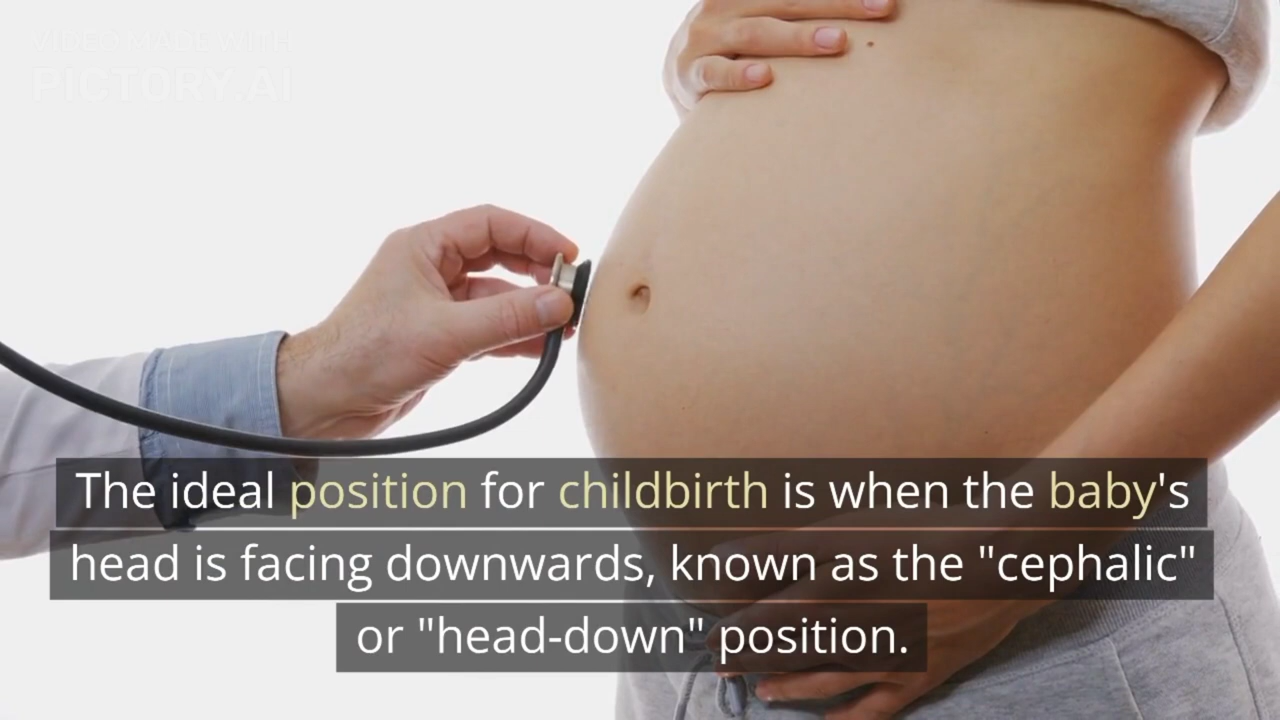 VIDEO MADE WITH
PICTORY.AI
The ideal position for childbirth is when the baby's
head is facing downwards, known as the "cephalic"
or "head-down" position.